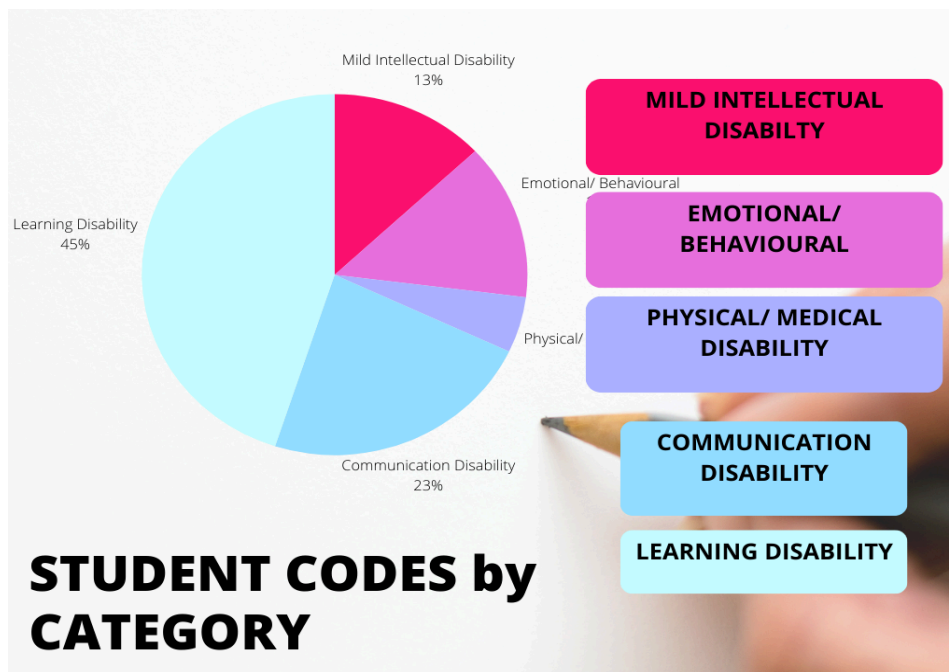 Mild Intellectual Disability
13%
Emotional/ Behavioural
Physical/
Communication Disability
23%
Learning Disability
45%
MILD INTELLECTUAL
DISABILTY
EMOTIONAL/
BEHAVIOURAL
PHYSICAL/ MEDICAL
DISABILITY
COMMUNICATION
DISABILITY
LEARNING DISABILITY
STUDENT CODES by
CATEGORY